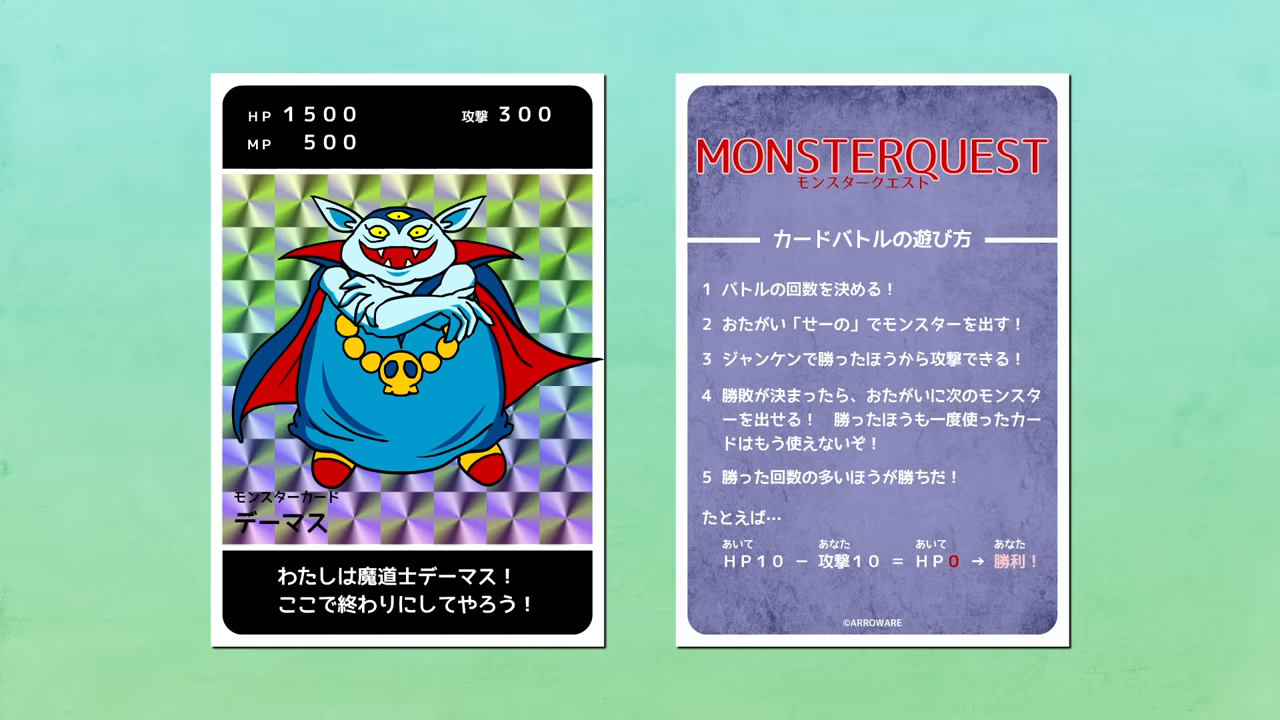 HP 1500 攻撃 300
MP 500
モンスターカード
デーマス
わたしは魔道士デーマス！
ここで終わりにしてやろう！
MONSTERQUEST
モンスタークエスト
カードバトルの遊び方
1 バトルの回数を決める！
2 おたがい「せーの」でモンスターを出す！
3 ジャンケンで勝ったほうから攻撃できる！
4 勝敗が決まったら、おたがいに次のモンスタ
ーを出せる！　勝ったほうも一度使ったカー
ドはもう使えないぞ！
5 勝った回数の多いほうが勝ちだ！
たとえば…
あいて あなた あいて あなた
HP10 － 攻撃10 ＝ HP0 → 勝利！
©ARROWARE